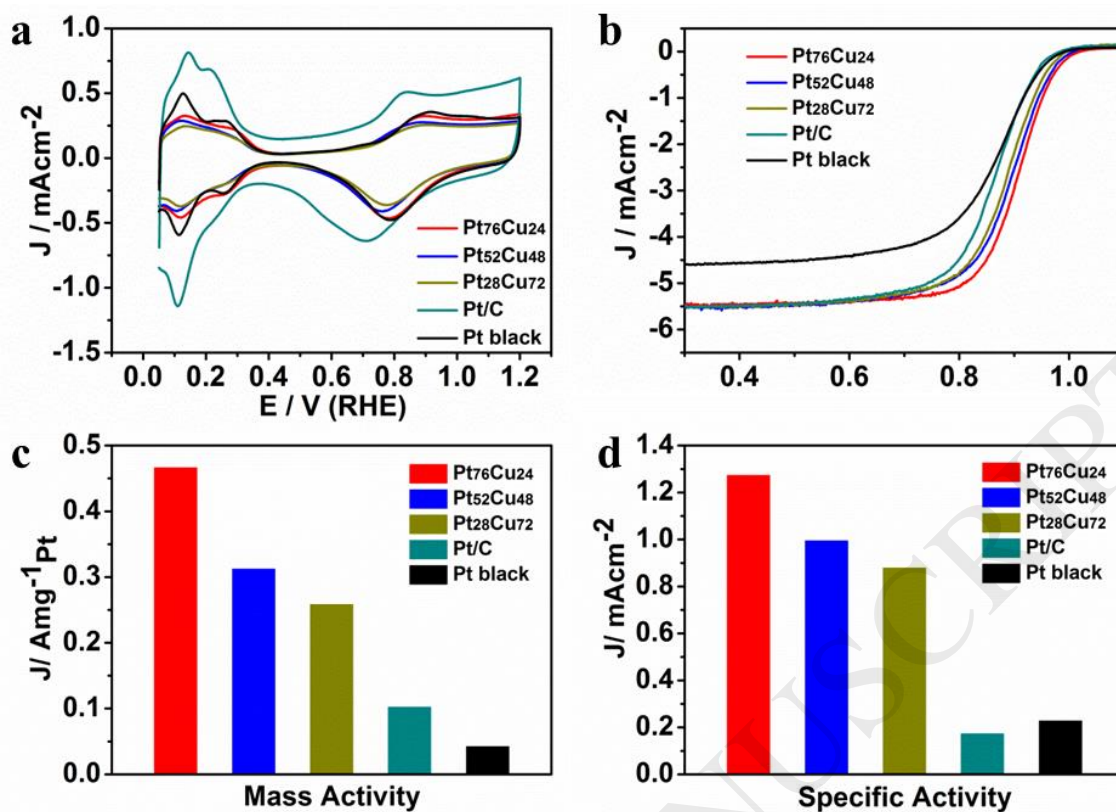 a
1.0
0.5
0.0
-0.5
-1.0
-1.5
J / mAcm-2
Pt76Cu24
Pt52Cu48
Pt28Cu72
Pt/C
Pt black
0.0 0.2 0.4 0.6 0.8 1.0 1.2
E / V (RHE)
b
0
-1
-2
-3
-4
-5
-6
J / mAcm-2
Pt76Cu24
Pt52Cu48
Pt28Cu72
Pt/C
Pt black
0.4 0.6 0.8 1.0
c
0.5
0.4
0.3
0.2
0.1
0.0
J/ Amg-1Pt
Pt76Cu24
Pt52Cu48
Pt28Cu72
Pt/C
Pt black
Mass Activity
d
1.4
1.2
1.0
0.8
0.6
0.4
0.2
0.0
J/ mAcm-2
Pt76Cu24
Pt52Cu48
Pt28Cu72
Pt/C
Pt black
Specific Activity
NUSCRIPT